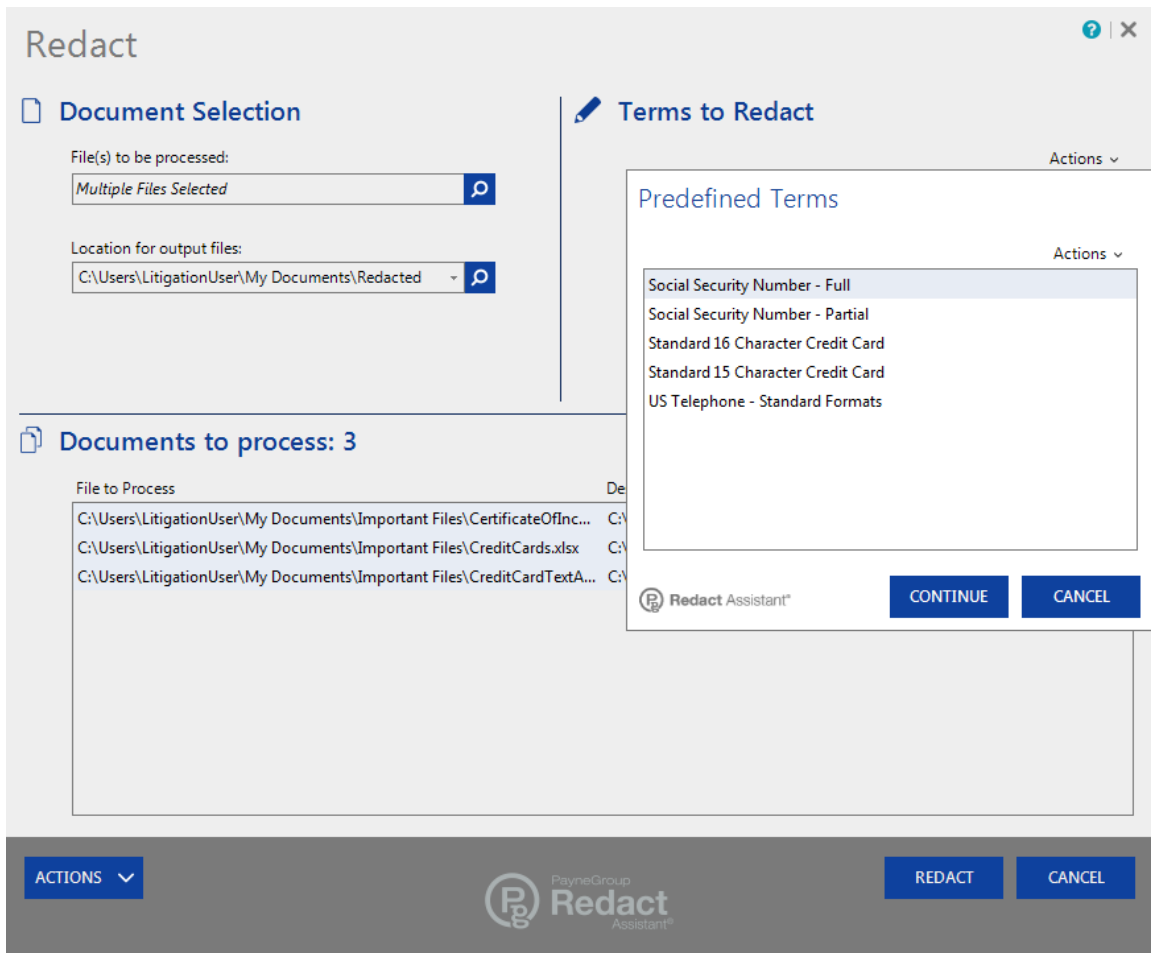 Redact
Document Selection
File(s) to be processed:
Multiple Files Selected
Location for output files:
C:\Users\LitigationUser\My Documents\Redacted
Terms to Redact
Actions
Predefined Terms
Actions
Social Security Number - Full
Social Security Number - Partial
Standard 16 Character Credit Card
Standard 15 Character Credit Card
US Telephone - Standard Formats
Redact Assistant®
CONTINUE
CANCEL
Documents to process: 3
File to Process
De
C:\Users\LitigationUser\My Documents\Important Files\CertificateOfInc... C:\
C:\Users\LitigationUser\My Documents\Important Files\CreditCards.xlsx C:\
C:\Users\LitigationUser\My Documents\Important Files\CreditCardTextA... C:\
ACTIONS
PayneGroup
Redact
Assistant®
REDACT
CANCEL